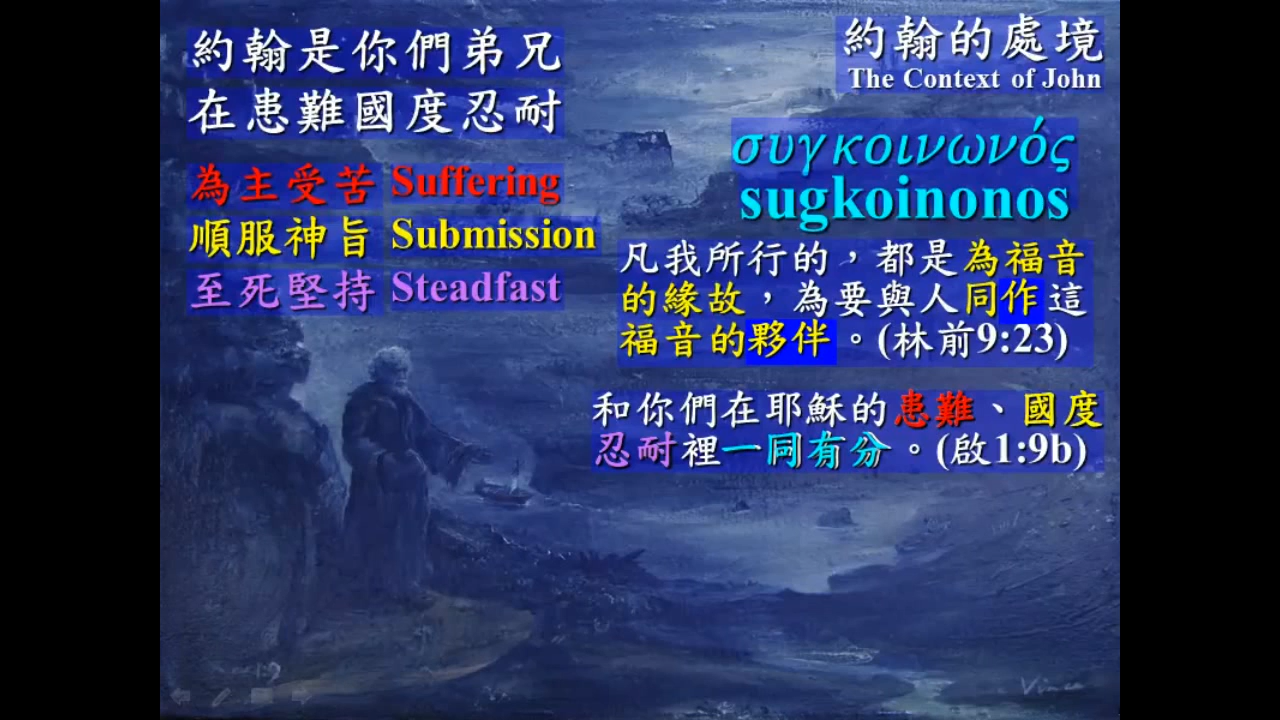 約翰是你們弟兄
在患難國度忍耐
為主受苦 Suffering
順服神旨 Submission
至死堅持 Steadfast
約翰的處境
The Context of John
συγκοινωνός
sugkoinonos
凡我所行的，都是為福音
的緣故，為要與人同作這
福音的夥伴。(林前9:23)
和你們在耶穌的患難、國度
忍耐裡一同有分。(啟1:9b)